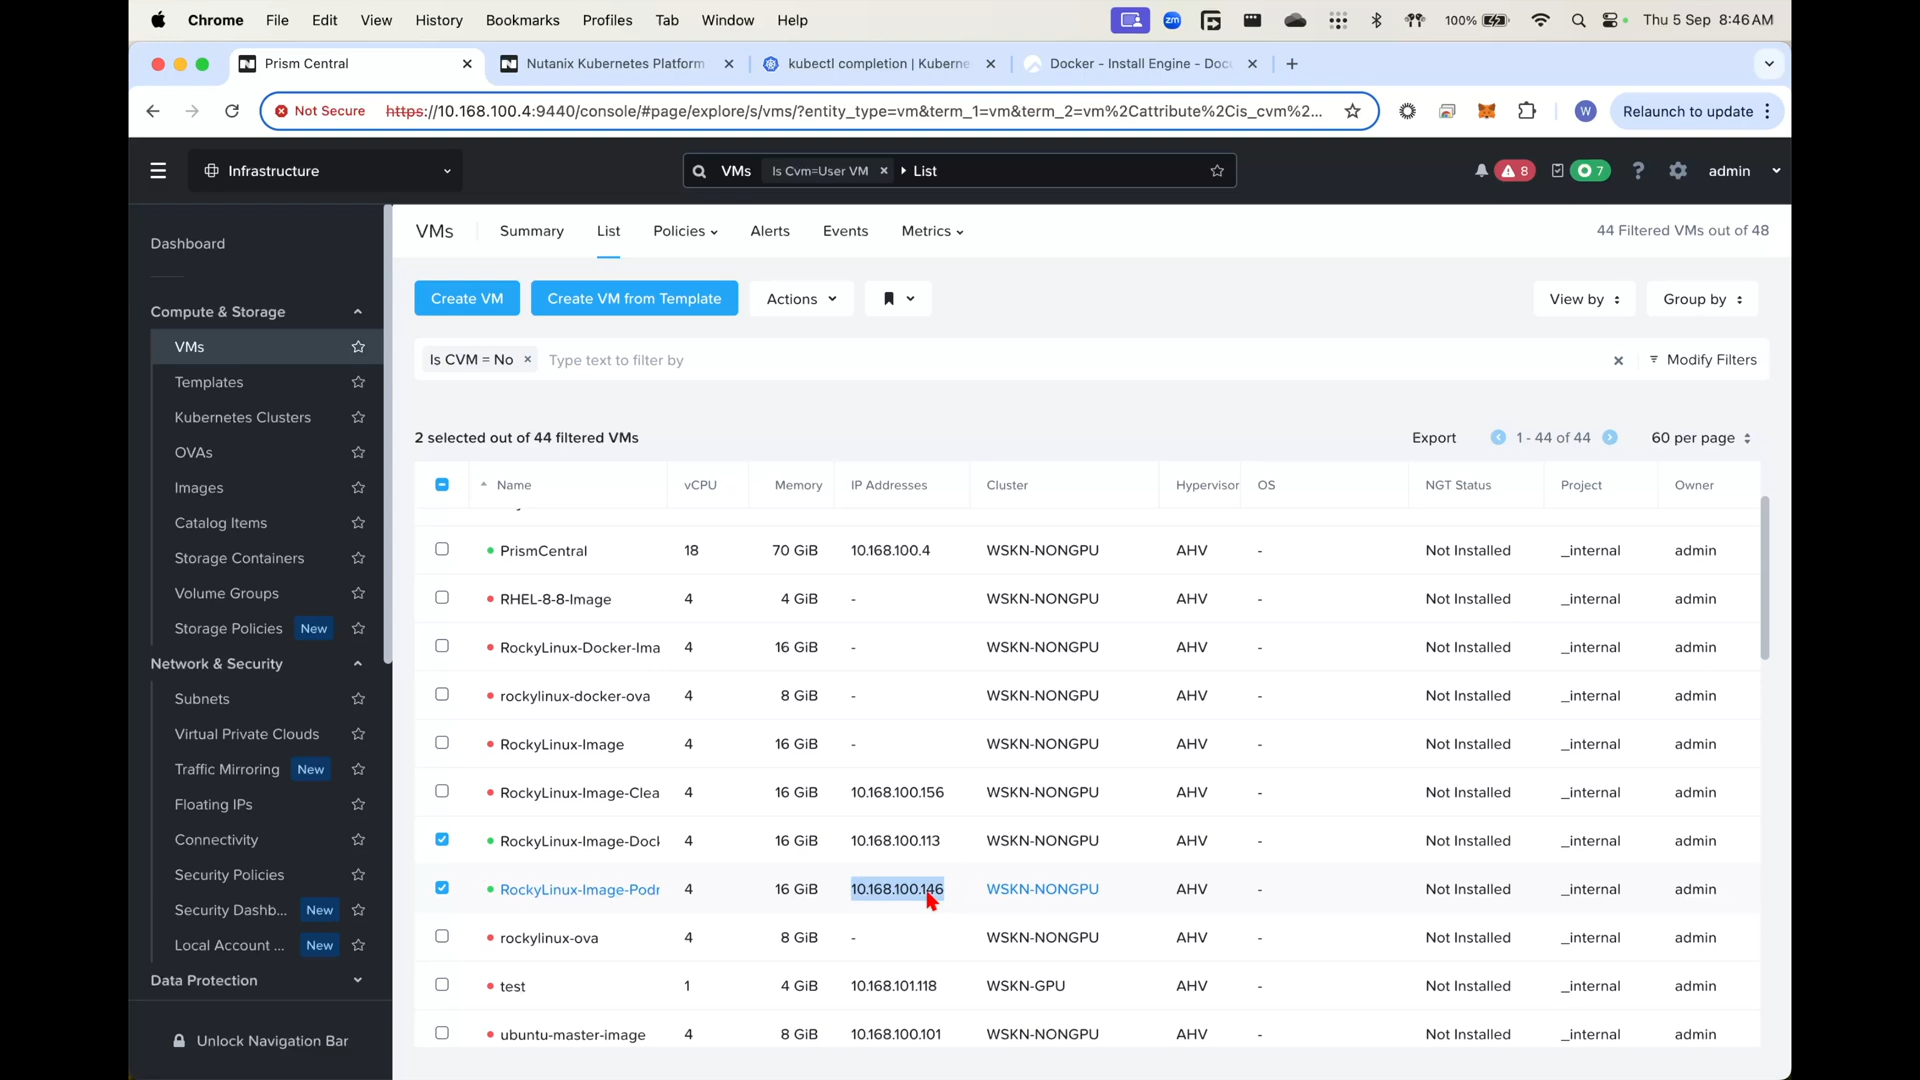 Chrome File Edit View History Bookmarks Profiles Tab Window Help zm 100% Thu 5 Sep 8:46 AM
Prism Central Nutanix Kubernetes Platform kubectl completion | Kuberne Docker - Install Engine - Doc
Not Secure https://10.168.100.4:9440/console/#page/explore/s/vms/?entity_type=vm&term_1=vm&term_2=vm%2Cattribute%2Cis_cvm%2... W Relaunch to update
Infrastructure VMs Is Cvm=User VM List 8 7 ? admin
Dashboard
Compute & Storage
VMs
Templates
Kubernetes Clusters
OVAs
Images
Catalog Items
Storage Containers
Volume Groups
Storage Policies New
Network & Security
Subnets
Virtual Private Clouds
Traffic Mirroring New
Floating IPs
Connectivity
Security Policies
Security Dashb... New
Local Account ... New
Data Protection
Unlock Navigation Bar
VMs Summary List Policies Alerts Events Metrics 44 Filtered VMs out of 48
Create VM Create VM from Template Actions View by Group by
Is CVM = No × Type text to filter by Modify Filters
2 selected out of 44 filtered VMs Export 1 - 44 of 44 60 per page
Name vCPU Memory IP Addresses Cluster Hypervisor OS NGT Status Project Owner
PrismCentral 18 70 GiB 10.168.100.4 WSKN-NONGPU AHV - Not Installed _internal admin
RHEL-8-8-Image 4 4 GiB - WSKN-NONGPU AHV - Not Installed _internal admin
RockyLinux-Docker-Ima 4 16 GiB - WSKN-NONGPU AHV - Not Installed _internal admin
rockylinux-docker-ova 4 8 GiB - WSKN-NONGPU AHV - Not Installed _internal admin
RockyLinux-Image 4 16 GiB - WSKN-NONGPU AHV - Not Installed _internal admin
RockyLinux-Image-Clea 4 16 GiB 10.168.100.156 WSKN-NONGPU AHV - Not Installed _internal admin
RockyLinux-Image-Dock 4 16 GiB 10.168.100.113 WSKN-NONGPU AHV - Not Installed _internal admin
RockyLinux-Image-Podr 4 16 GiB 10.168.100.146 WSKN-NONGPU AHV - Not Installed _internal admin
rockylinux-ova 4 8 GiB - WSKN-NONGPU AHV - Not Installed _internal admin
test 1 4 GiB 10.168.101.118 WSKN-GPU AHV - Not Installed _internal admin
ubuntu-master-image 4 8 GiB 10.168.100.101 WSKN-NONGPU AHV - Not Installed _internal admin